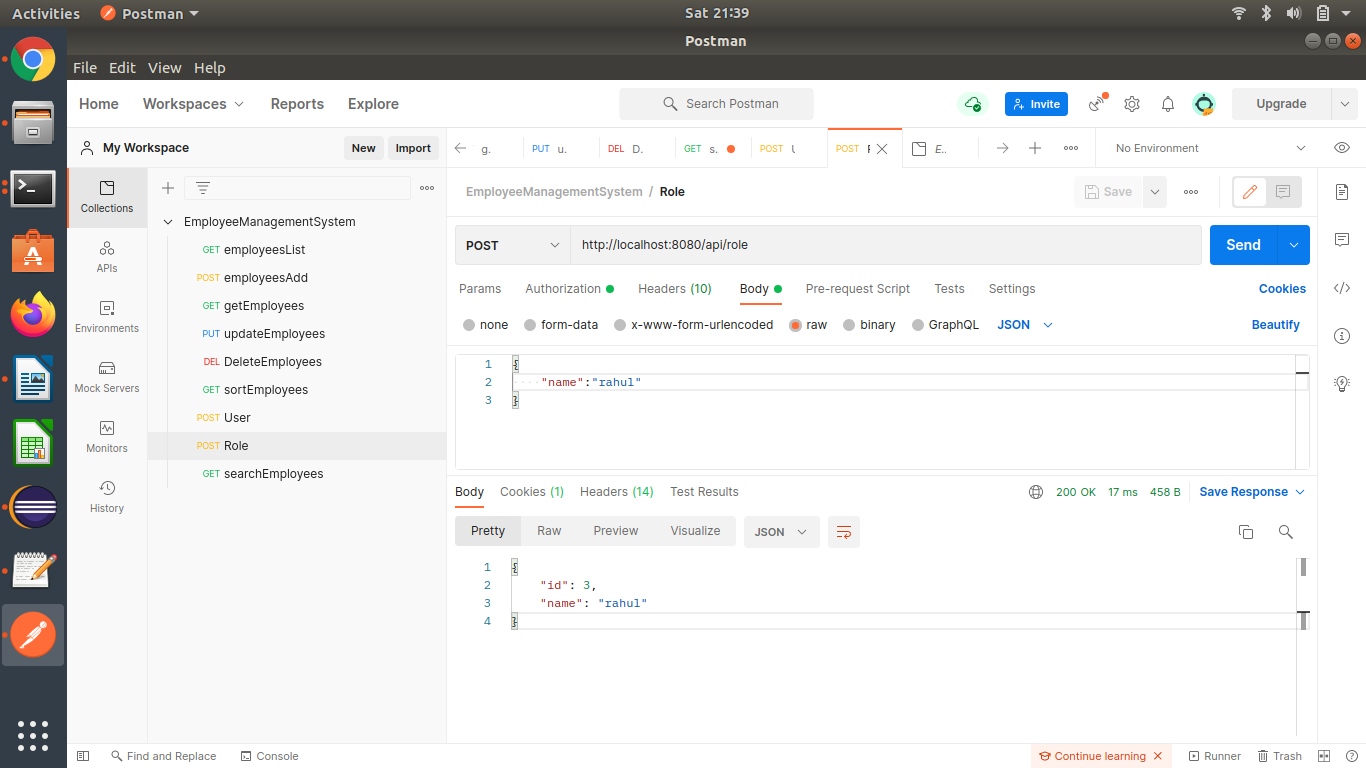 Activities Postman Sat 21:39
Postman
File Edit View Help
Home Workspaces Reports Explore Search Postman Invite Upgrade
My Workspace New Import
g. PUT u. DEL D. GET s. POST POST E.. No Environment
Collections
APIs
Environments
Mock Servers
Monitors
History
EmployeeManagementSystem
GET employeesList
POST employeesAdd
GET getEmployees
PUT updateEmployees
DEL DeleteEmployees
GET sortEmployees
POST User
POST Role
GET searchEmployees
EmployeeManagementSystem / Role Save
POST http://localhost:8080/api/role Send
Params Authorization Headers (10) Body Pre-request Script Tests Settings Cookies
none form-data x-www-form-urlencoded raw binary GraphQL JSON Beautify
1 {
2 "name":"rahul"
3 }
Body Cookies (1) Headers (14) Test Results 200 OK 17 ms 458 B Save Response
Pretty Raw Preview Visualize JSON
1 {
2 "id": 3,
3 "name": "rahul"
4 }
Find and Replace Console Continue learning Runner Trash